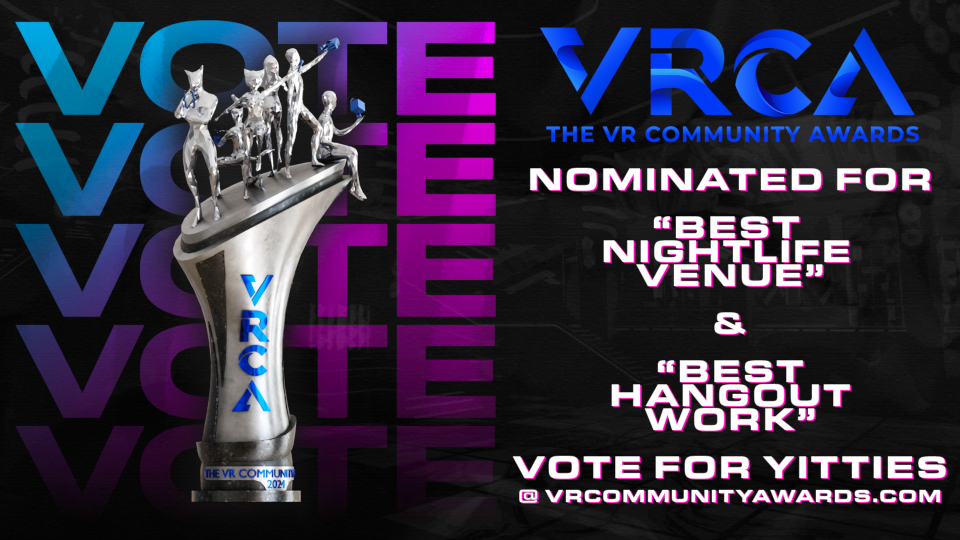 VOTE
VOTE
VOTE
VOTE
VOTE
VRCA
THE VR COMMUNITY
2024
VRCA
THE VR COMMUNITY AWARDS
NOMINATED FOR
“BEST
NIGHTLIFE
VENUE”
&
“BEST
HANGOUT
WORK”
VOTE FOR YITTIES
@ VRCOMMUNITYAWARDS.COM